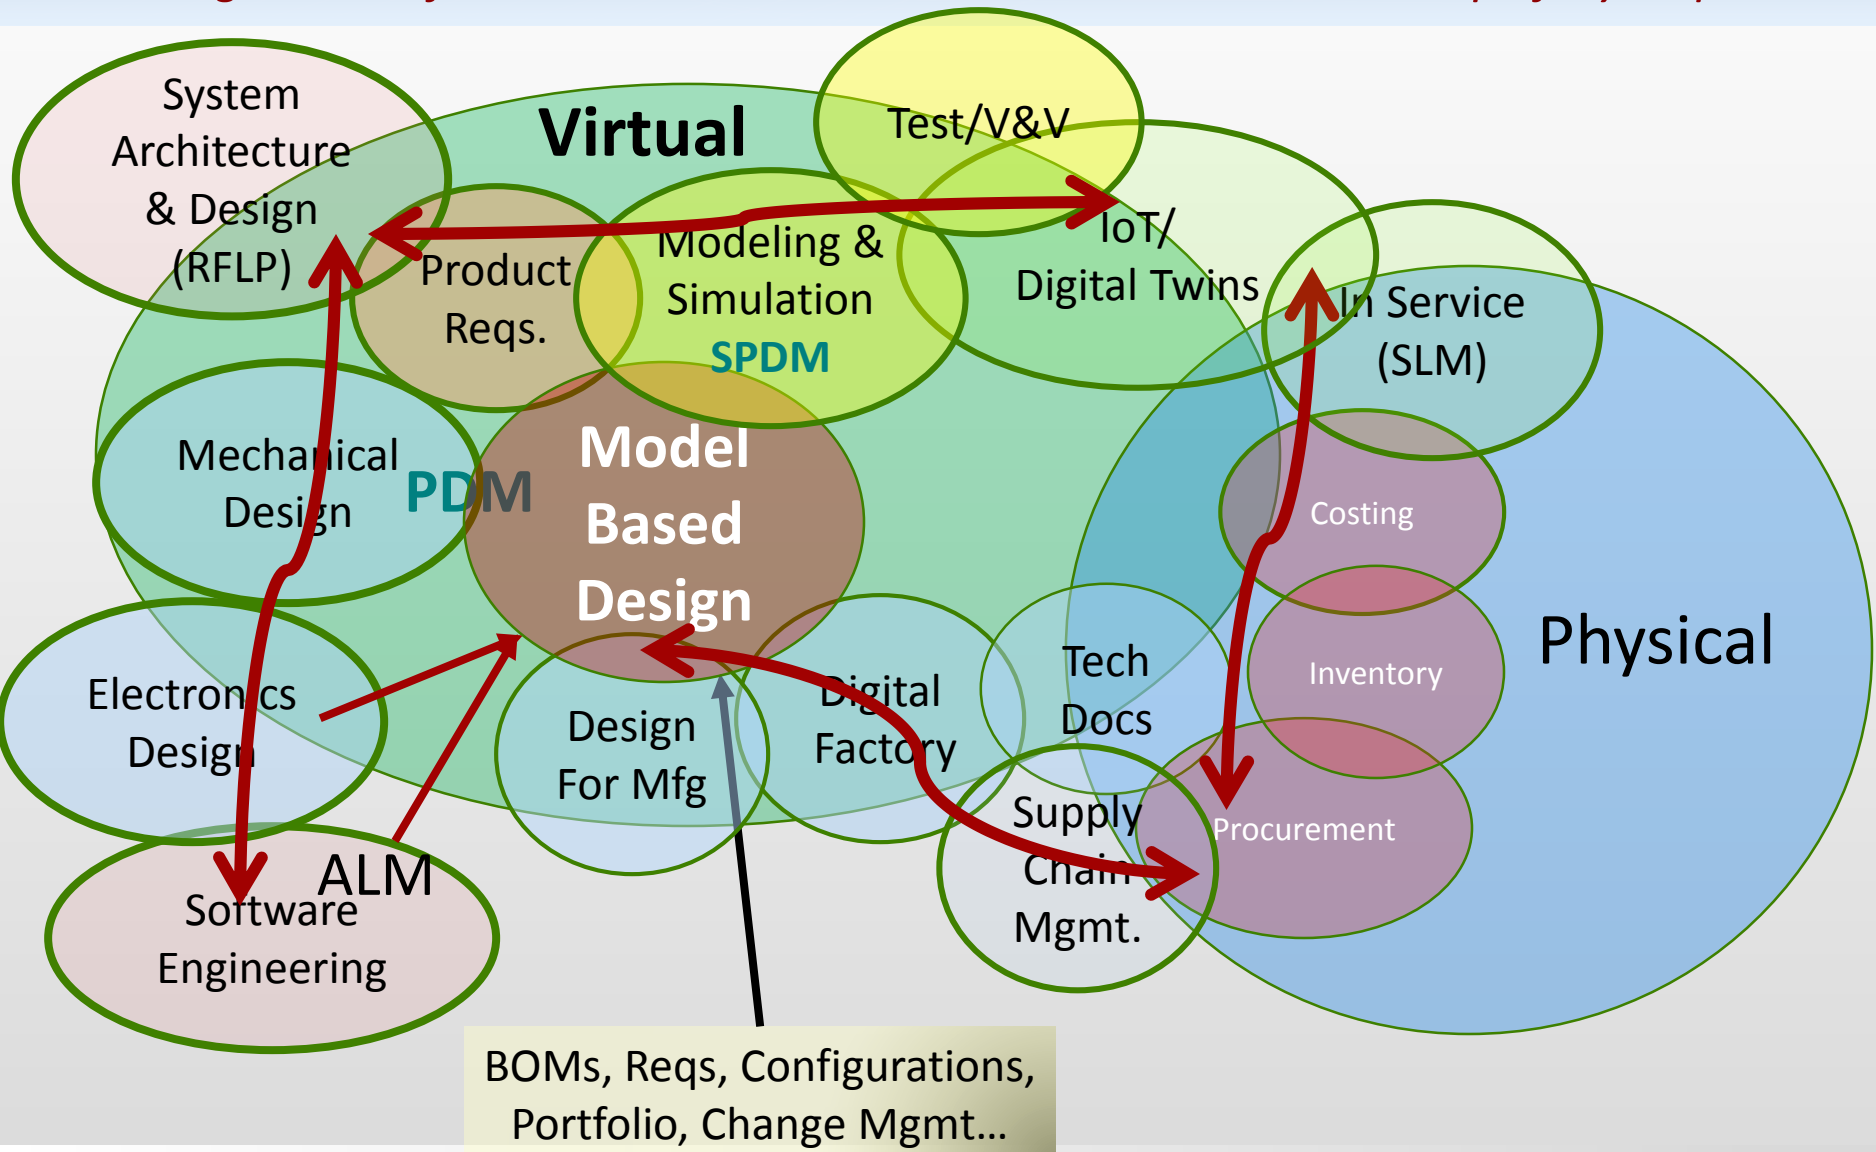 System
Architecture
& Design
(RFLP)
Virtual
Test/V&V
Product
Reqs.
Modeling &
Simulation
SPDM
IoT/
Digital Twins
In Service
(SLM)
Mechanical
Design
PDM
Model
Based
Design
Costing
Inventory
Physical
Electronics
Design
Design
For Mfg
Digital
Factory
Tech
Docs
Supply
Chain
Mgmt.
Procurement
ALM
Software
Engineering
BOMs, Reqs, Configurations,
Portfolio, Change Mgmt...